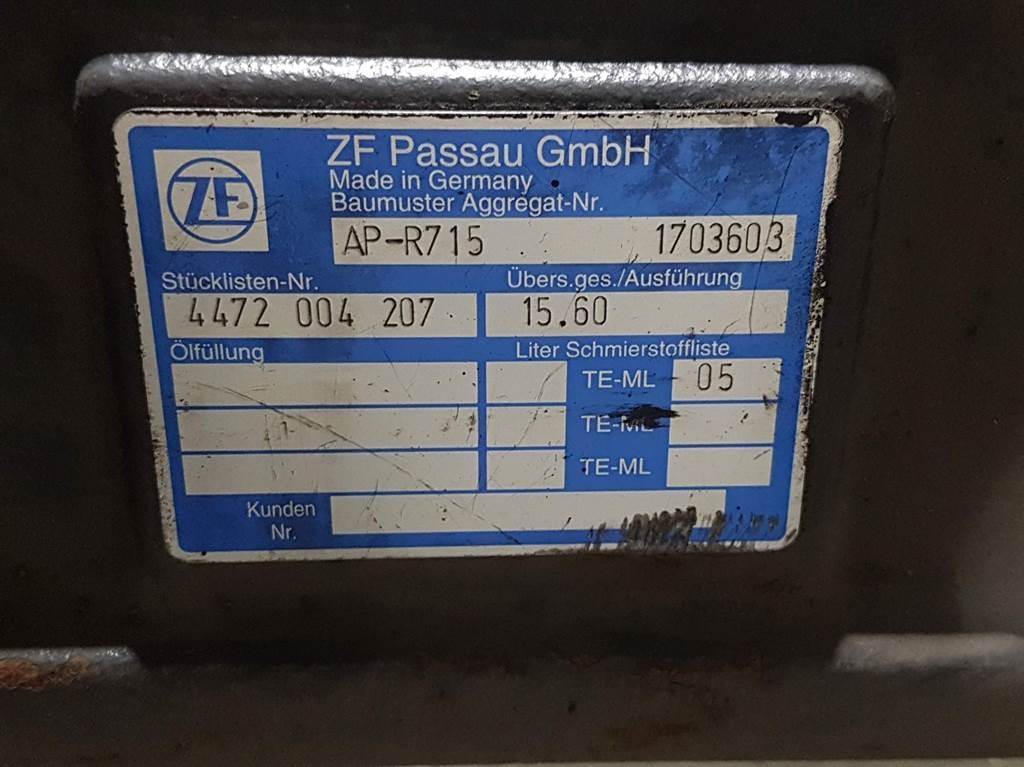 ZF
ZF Passau GmbH
Made in Germany
Baumuster Aggregat-Nr.
AP-R715 1703603
Stücklisten-Nr. Übers.ges./Ausführung
4472 004 207 15.60
Ölfüllung Liter Schmierstoffliste
TE-ML 05
TE-ML
TE-ML
Kunden
Nr.